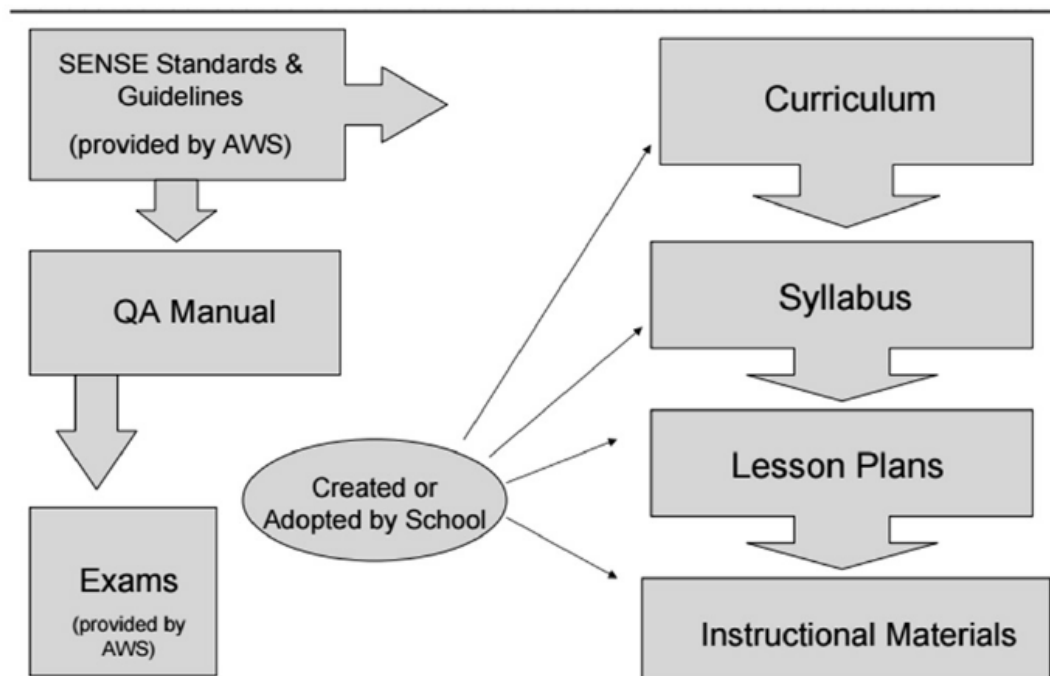 SENSE Standards &
Guidelines
(provided by AWS)
QA Manual
Exams
(provided by
AWS)
Created or
Adopted by School
Curriculum
Syllabus
Lesson Plans
Instructional Materials